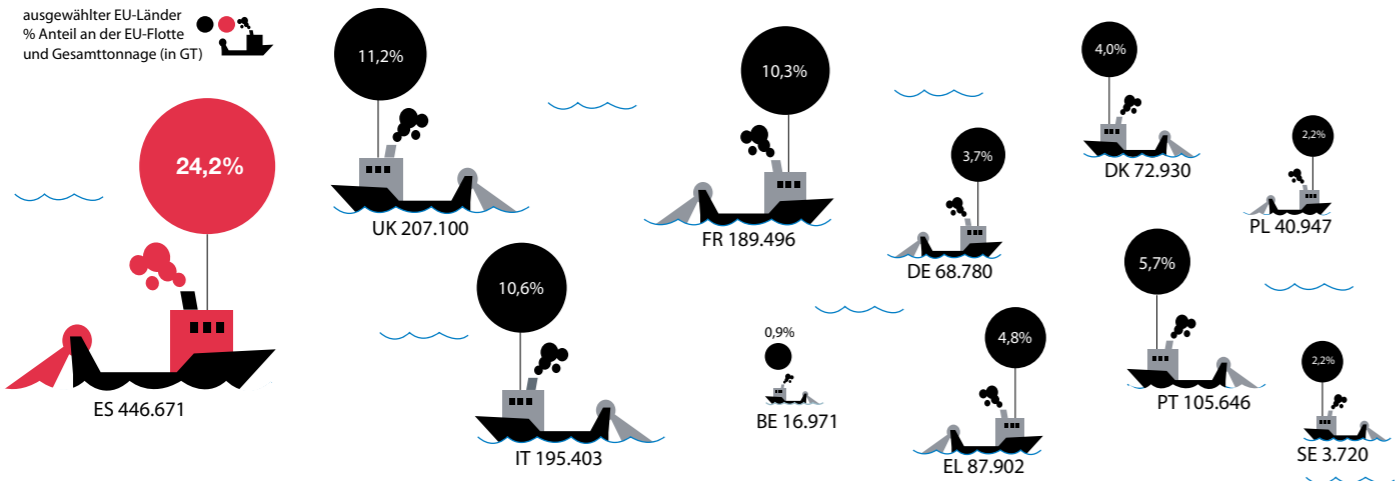 ausgewählter EU-Länder
% Anteil an der EU-Flotte
und Gesamttonnage (in GT)
24,2%
ES 446.671
11,2%
UK 207.100
10,6%
IT 195.403
10,3%
FR 189.496
0,9%
BE 16.971
3,7%
DE 68.780
4,8%
EL 87.902
4,0%
DK 72.930
5,7%
PT 105.646
2,2%
PL 40.947
2,2%
SE 3.720